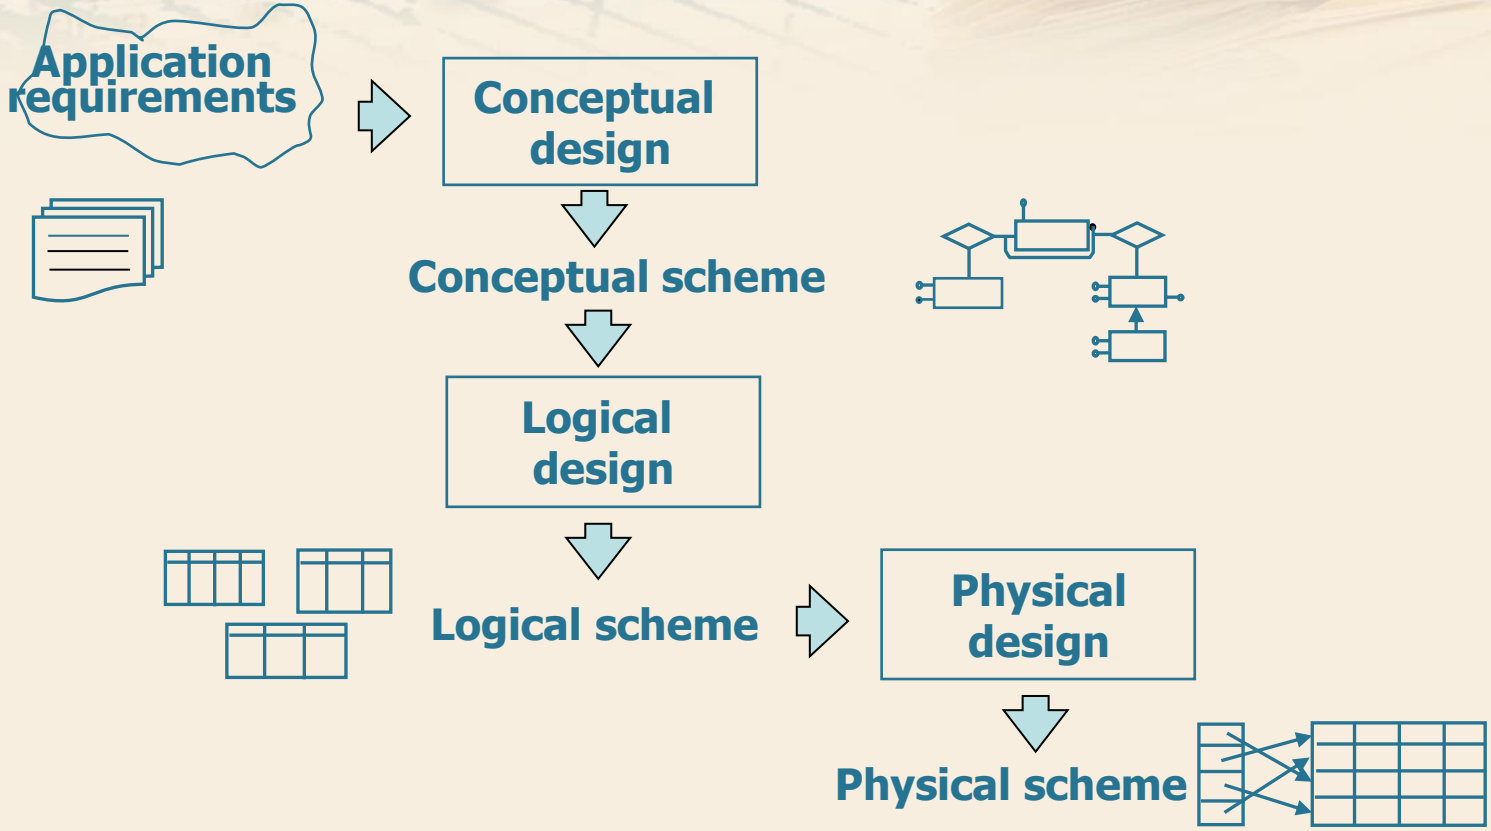 Application
requirements
Conceptual
design
Conceptual scheme
Logical
design
Logical scheme
Physical
design
Physical scheme